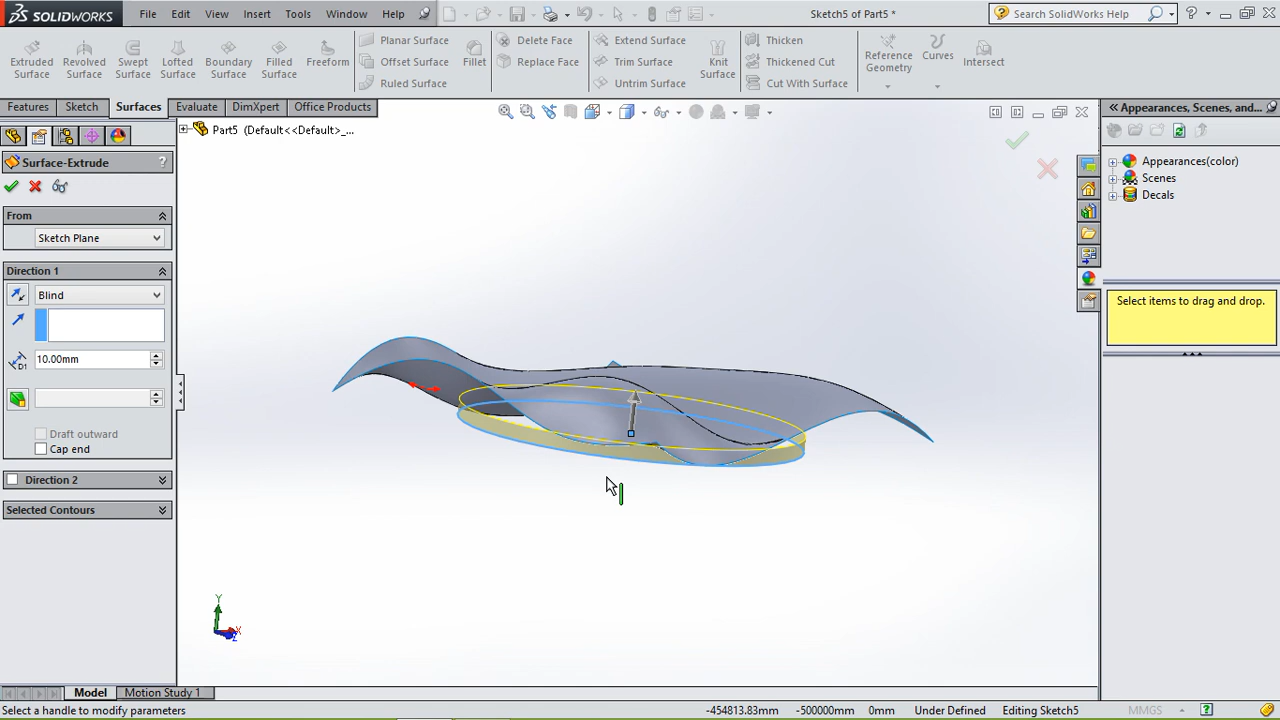 SOLIDWORKS File Edit View Insert Tools Window Help Sketch5 of Part5 * Search SolidWorks Help
Extruded Surface
Revolved Surface
Swept Surface
Lofted Surface
Boundary Surface
Filled Surface
Freeform
Planar Surface
Offset Surface
Ruled Surface
Fillet
Delete Face
Replace Face
Extend Surface
Trim Surface
Untrim Surface
Knit Surface
Thicken
Thickened Cut
Cut With Surface
Reference Geometry
Curves
Intersect
Features Sketch Surfaces Evaluate DimXpert Office Products
Appearances, Scenes, and...
Part5 (Default<<Default>_...
Surface-Extrude ?
From
Sketch Plane
Direction 1
Blind
D1 10.00mm
Draft outward
Cap end
Direction 2
Selected Contours
Appearances(color)
Scenes
Decals
Select items to drag and drop.
Y
X
Z
Model Motion Study 1
Select a handle to modify parameters -454813.83mm -500000mm 0mm Under Defined Editing Sketch5 MMGS